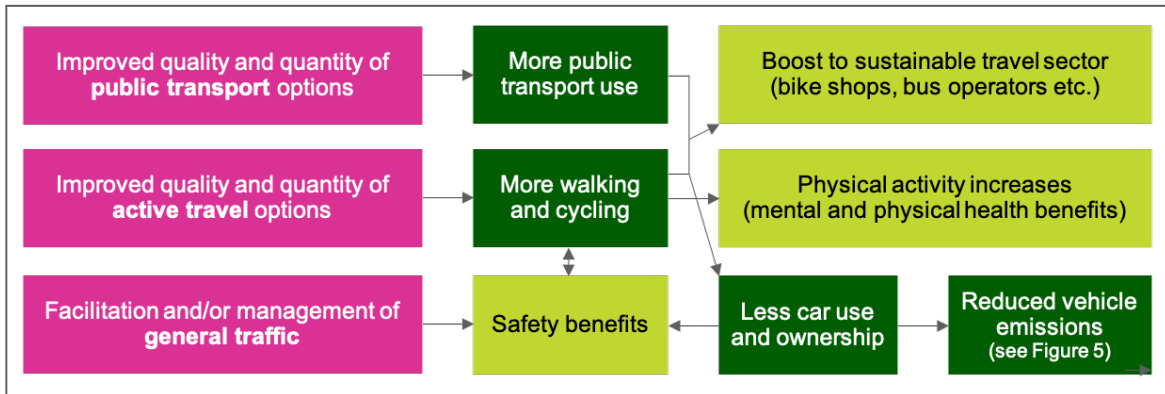 Improved quality and quantity of
public transport options
More public
transport use
Boost to sustainable travel sector
(bike shops, bus operators etc.)
Improved quality and quantity of
active travel options
More walking
and cycling
Physical activity increases
(mental and physical health benefits)
Facilitation and/or management of
general traffic
Safety benefits
Less car use
and ownership
Reduced vehicle
emissions
(see Figure 5)